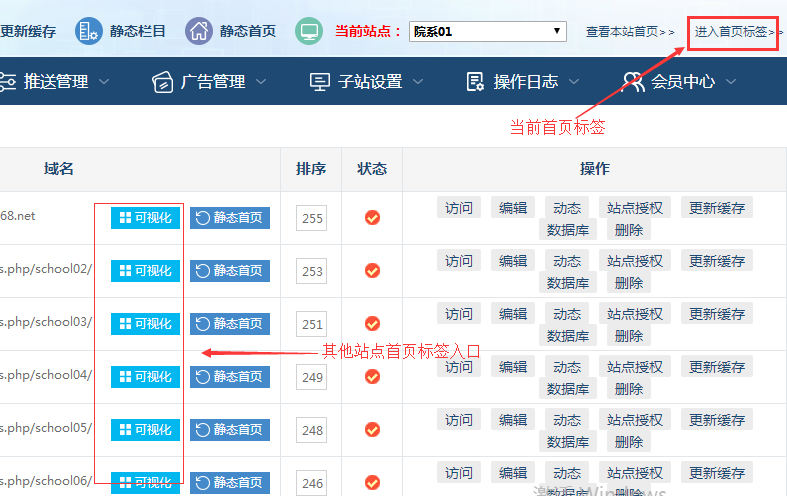 更新缓存 静态栏目 静态首页 当前站点： 院系01 查看本站首页>> 进入首页标签>>
推送管理 广告管理 子站设置 操作日志 会员中心
当前首页标签
域名 排序 状态 操作
68.net 可视化 静态首页 255 访问 编辑 动态 站点授权 更新缓存
数据库 删除
s.php/school02/ 可视化 静态首页 253 访问 编辑 动态 站点授权 更新缓存
数据库 删除
s.php/school03/ 可视化 静态首页 251 访问 编辑 动态 站点授权 更新缓存
数据库 删除
其他站点首页标签入口
s.php/school04/ 可视化 静态首页 249 访问 编辑 动态 站点授权 更新缓存
数据库 删除
s.php/school05/ 可视化 静态首页 248 访问 编辑 动态 站点授权 更新缓存
数据库 删除
s.php/school06/ 可视化 静态首页 246 访问 编辑 动态 站点授权 更新缓存
数据库 删除
激活 Windows